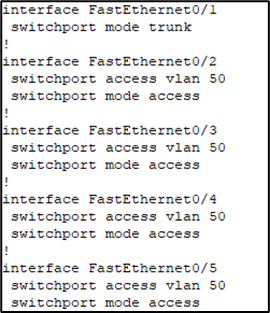 interface FastEthernet0/1
switchport mode trunk
!
interface FastEthernet0/2
switchport access vlan 50
switchport mode access
!
interface FastEthernet0/3
switchport access vlan 50
switchport mode access
!
interface FastEthernet0/4
switchport access vlan 50
switchport mode access
!
interface FastEthernet0/5
switchport access vlan 50
switchport mode access